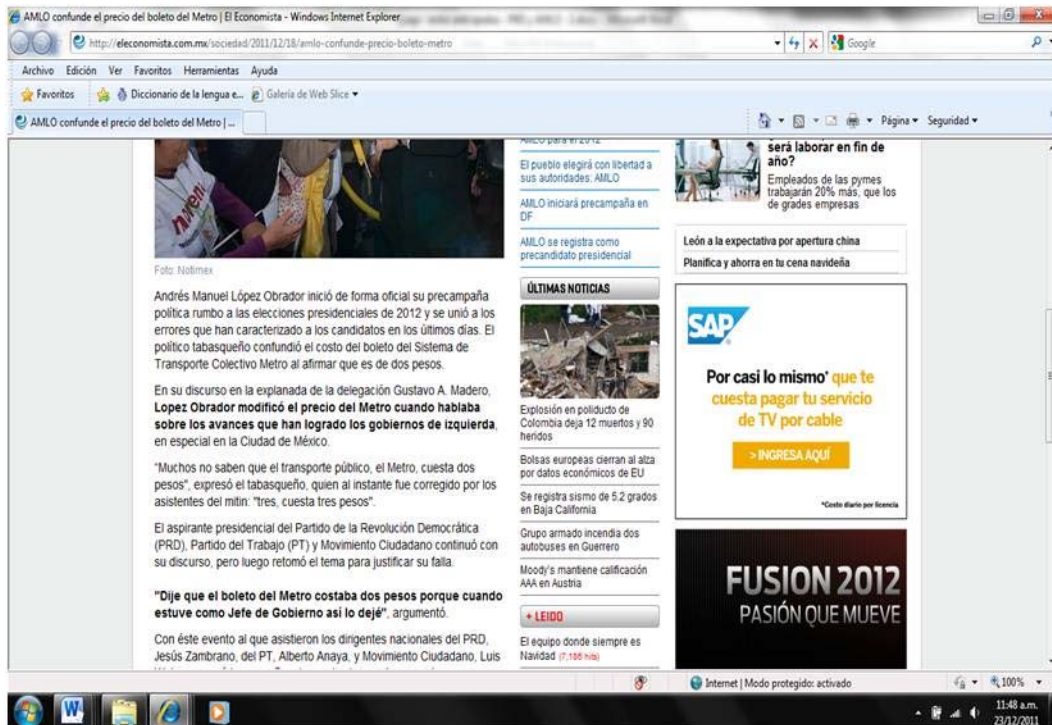 AMLO confunde el precio del boleto del Metro | El Economista - Windows Internet Explorer
http://eleconomista.com.mx/sociedad/2011/12/18/amlo-confunde-precio-boleto-metro
Google
Archivo Edición Ver Favoritos Herramientas Ayuda
Favoritos
Diccionario de la lengua e...
Galería de Web Slice
AMLO confunde el precio del boleto del Metro | ...
Página
Seguridad
morena
Foto: Notimex
Andrés Manuel López Obrador inició de forma oficial su precampaña
política rumbo a las elecciones presidenciales de 2012 y se unió a los
errores que han caracterizado a los candidatos en los últimos días. El
político tabasqueño confundió el costo del boleto del Sistema de
Transporte Colectivo Metro al afirmar que es de dos pesos.
En su discurso en la explanada de la delegación Gustavo A. Madero,
Lopez Obrador modificó el precio del Metro cuando hablaba
sobre los avances que han logrado los gobiernos de izquierda,
en especial en la Ciudad de México.
"Muchos no saben que el transporte público, el Metro, cuesta dos
pesos", expresó el tabasqueño, quien al instante fue corregido por los
asistentes del mitin: "tres, cuesta tres pesos".
El aspirante presidencial del Partido de la Revolución Democrática
(PRD), Partido del Trabajo (PT) y Movimiento Ciudadano continuó con
su discurso, pero luego retomó el tema para justificar su falla.
"Dije que el boleto del Metro costaba dos pesos porque cuando
estuve como Jefe de Gobierno así lo dejé", argumentó.
Con éste evento al que asistieron los dirigentes nacionales del PRD,
Jesús Zambrano, del PT, Alberto Anaya, y Movimiento Ciudadano, Luis
AMLO para el 2012
El pueblo elegirá con libertad a
sus autoridades: AMLO
AMLO iniciará precampaña en
DF
AMLO se registra como
precandidato presidencial
ÚLTIMAS NOTICIAS
Explosión en poliducto de
Colombia deja 12 muertos y 90
heridos
Bolsas europeas cierran al alza
por datos económicos de EU
Se registra sismo de 5.2 grados
en Baja California
Grupo armado incendia dos
autobuses en Guerrero
Moody's mantiene calificación
AAA en Austria
+ LEIDO
El equipo donde siempre es
Navidad (7,186 hits)
será laborar en fin de
año?
Empleados de las pymes
trabajarán 20% más, que los
de grades empresas
León a la expectativa por apertura china
Planifica y ahorra en tu cena navideña
SAP
Por casi lo mismo* que te
cuesta pagar tu servicio
de TV por cable
> INGRESA AQUÍ
*Costo diario por licencia
FUSION 2012
PASIÓN QUE MUEVE
Internet | Modo protegido: activado
100%
11:48 a.m.
23/12/2011